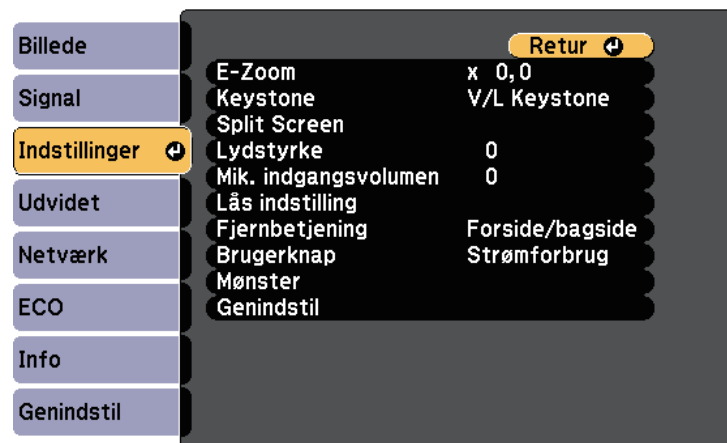 Billede
Signal
Indstillinger
Udvidet
Netværk
ECO
Info
Genindstil
Retur
E-Zoom x 0,0
Keystone V/L Keystone
Split Screen
Lydstyrke 0
Mik. indgangsvolumen 0
Lås indstilling
Fjernbetjening Forside/bagside
Brugerknap Strømforbrug
Mønster
Genindstil